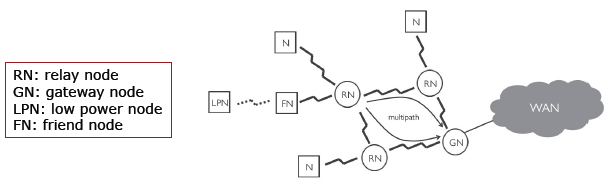 RN: relay node
GN: gateway node
LPN: low power node
FN: friend node
N
N
RN
RN
LPN
FN
WAN
multipath
GN
RN
N